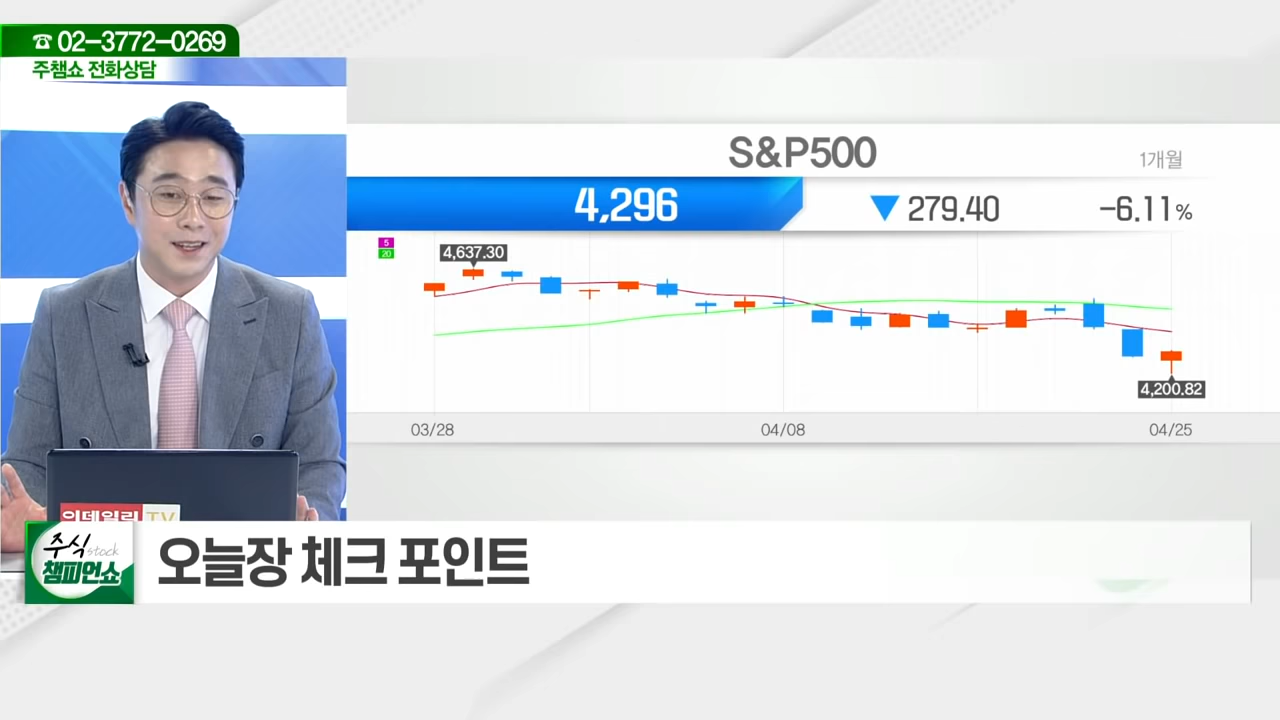 ☎ 02-3772-0269
주챔쇼 전화상담
S&P500
1개월
4,296
▼ 279.40
-6.11%
5
20
4,637.30
4,200.82
03/28
04/08
04/25
이데일리 TV
주식 stock
챔피언쇼
오늘장 체크 포인트